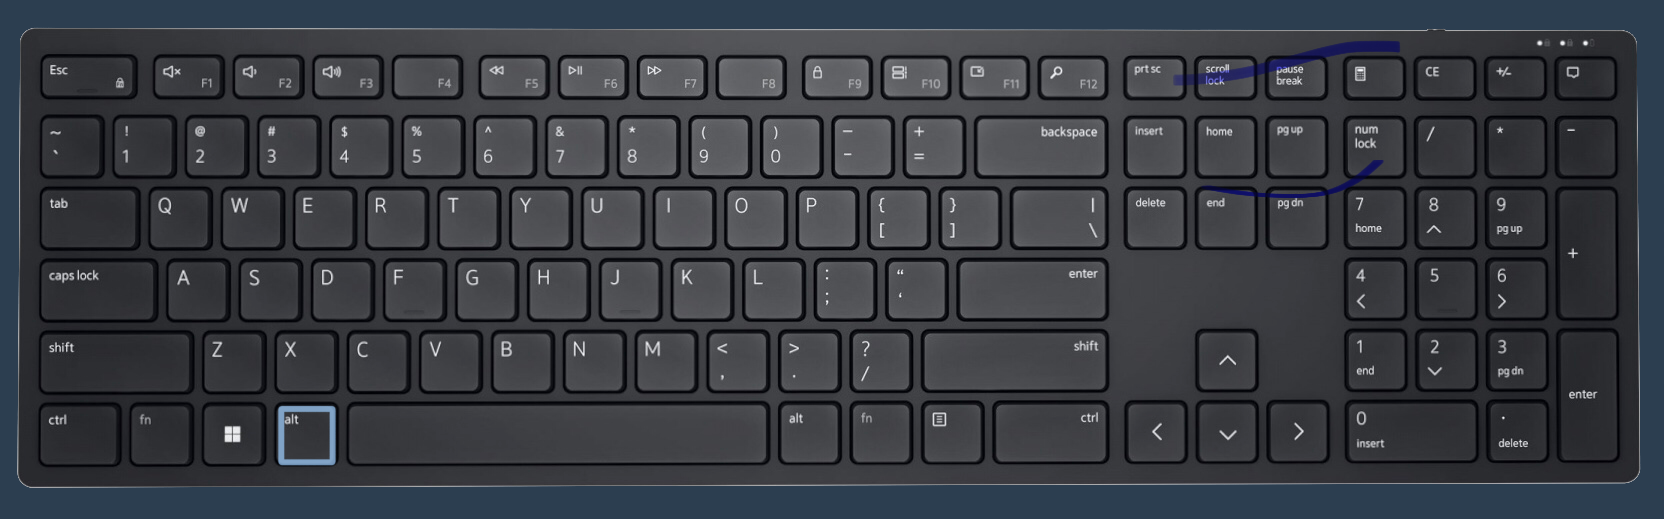 Esc F1 F2 F3 F4 F5 F6 F7 F8 F9 F10 F11 F12 prt sc scroll lock pause break CE +/-
~ ! @ # $ % ^ & * ( ) – + backspace insert home pg up num lock / * –
` 1 2 3 4 5 6 7 8 9 0 - =
tab Q W E R T Y U I O P { } | delete end pg dn 7 8 9
[ ] \ home pg up
caps lock A S D F G H J K L : “ enter 4 5 6 +
; ‘
shift Z X C V B N M < > ? shift 1 2 3
, . / end pg dn
ctrl fn alt alt fn ctrl 0 . enter
insert delete